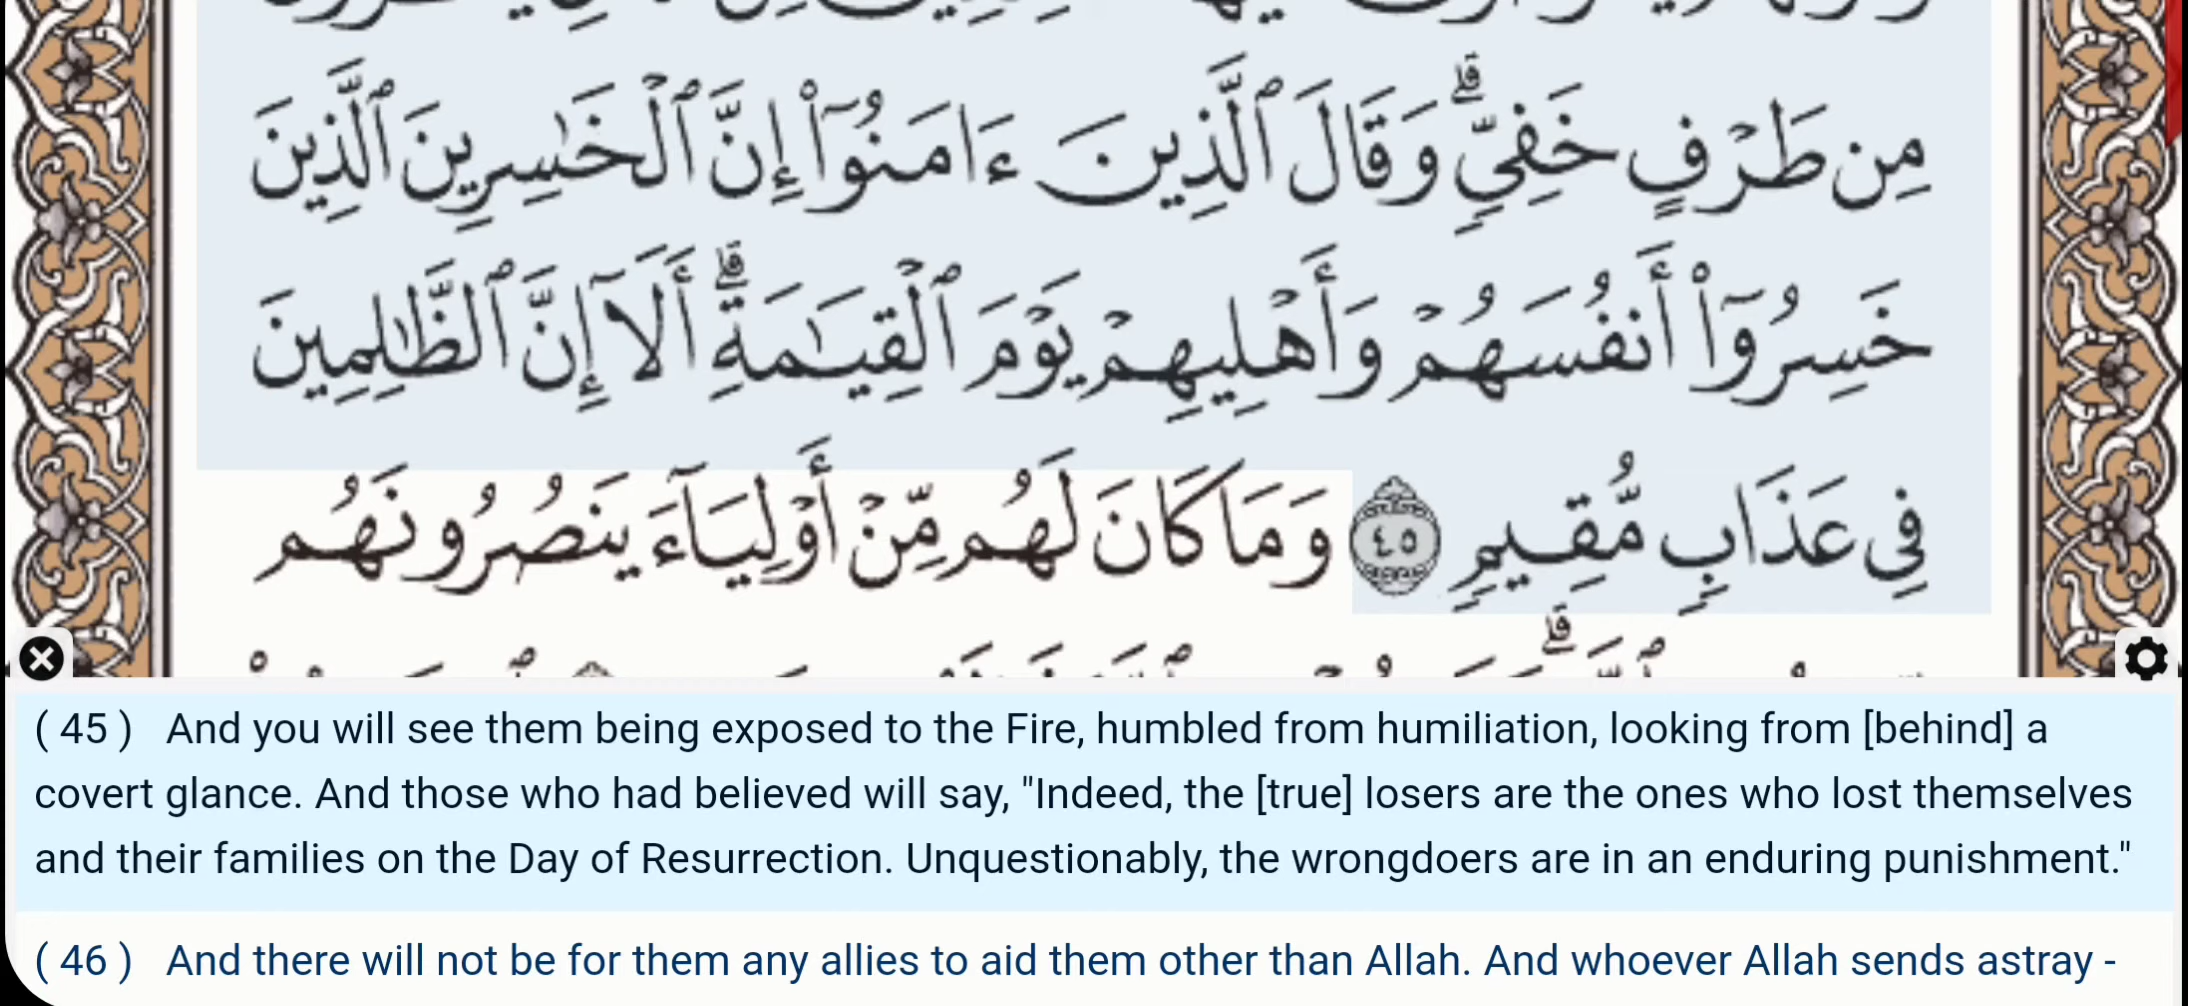 مِن طَرْفٍ خَفِىٍّ ۗ وَقَالَ ٱلَّذِينَ ءَامَنُوٓا۟ إِنَّ ٱلْخَـٰسِرِينَ ٱلَّذِينَ
خَسِرُوٓا۟ أَنفُسَهُمْ وَأَهْلِيهِمْ يَوْمَ ٱلْقِيَـٰمَةِ ۗ أَلَآ إِنَّ ٱلظَّـٰلِمِينَ
فِى عَذَابٍ مُّقِيمٍ ٤٥ وَمَا كَانَ لَهُم مِّنْ أَوْلِيَآءَ يَنصُرُونَهُم
( 45 ) And you will see them being exposed to the Fire, humbled from humiliation, looking from [behind] a
covert glance. And those who had believed will say, "Indeed, the [true] losers are the ones who lost themselves
and their families on the Day of Resurrection. Unquestionably, the wrongdoers are in an enduring punishment."
( 46 ) And there will not be for them any allies to aid them other than Allah. And whoever Allah sends astray -